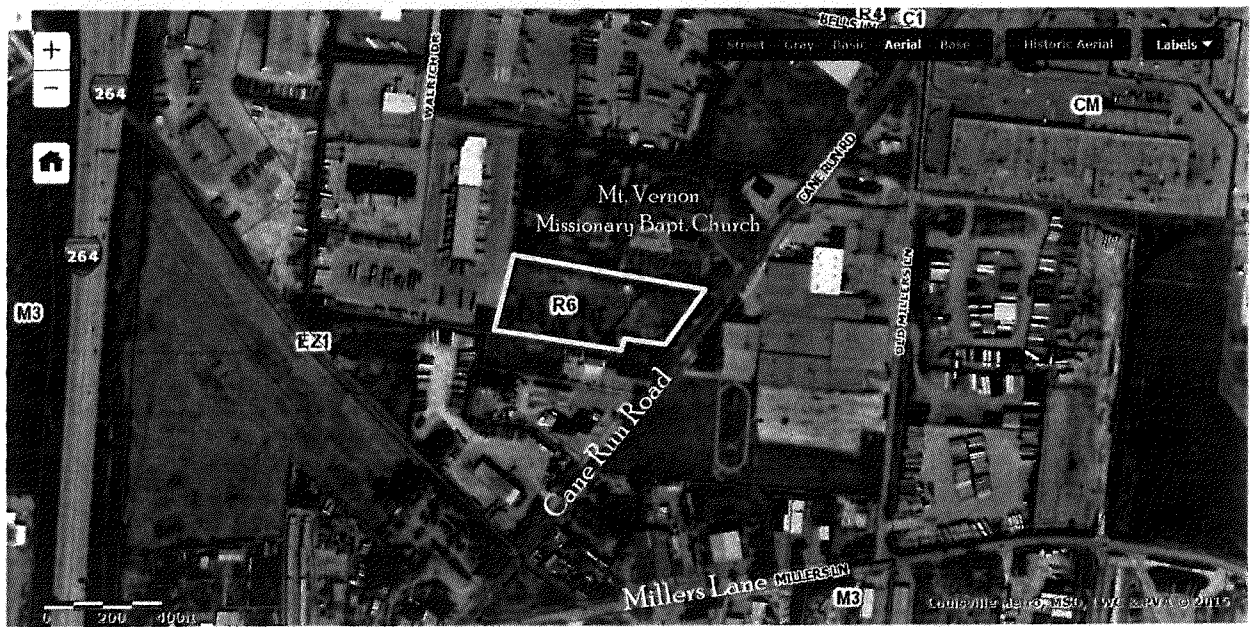 R4 C1
Street Gray Basic Aerial Base
Historic Aerial
Labels ▼
+
−
264
WALRICH DR
CM
CANE RUN RD
Mt. Vernon
Missionary Bapt. Church
264
OLD MILLERS LN
R6
M3
EZ1
Cane Run Road
Millers Lane
MILLERS LN
M3
0 200 400ft
Louisville Metro, MSD, LWC & PVA © 2015